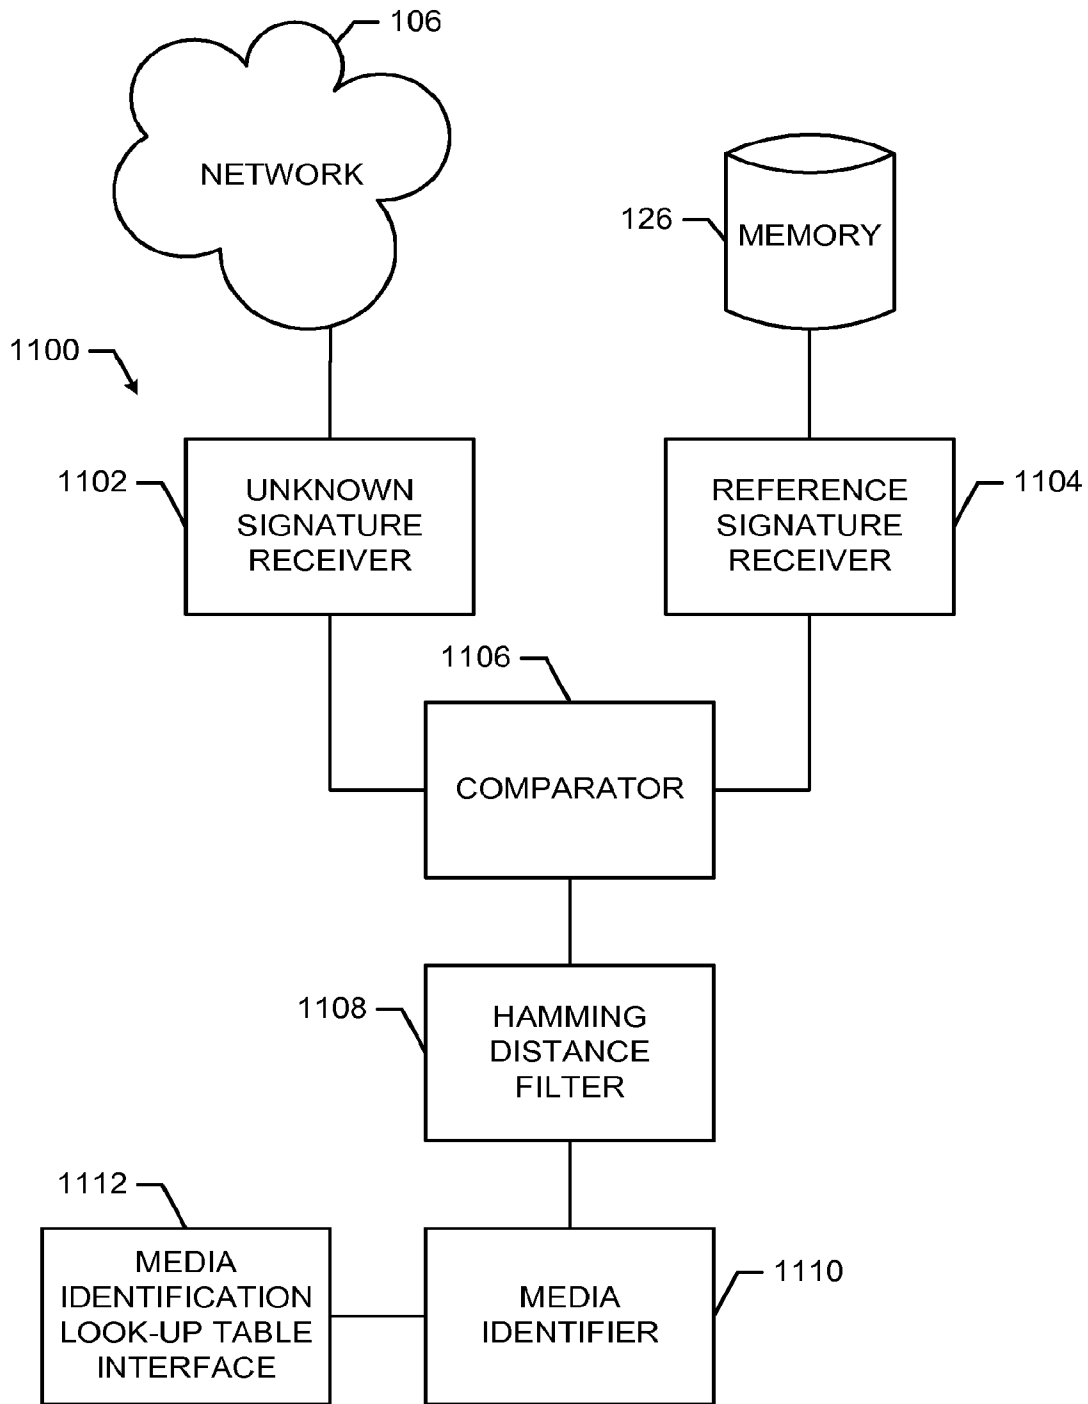 106
NETWORK
126
MEMORY
1100
1102
UNKNOWN
SIGNATURE
RECEIVER
REFERENCE
SIGNATURE
RECEIVER
1104
1106
COMPARATOR
1108
HAMMING
DISTANCE
FILTER
1112
MEDIA
IDENTIFICATION
LOOK-UP TABLE
INTERFACE
MEDIA
IDENTIFIER
1110